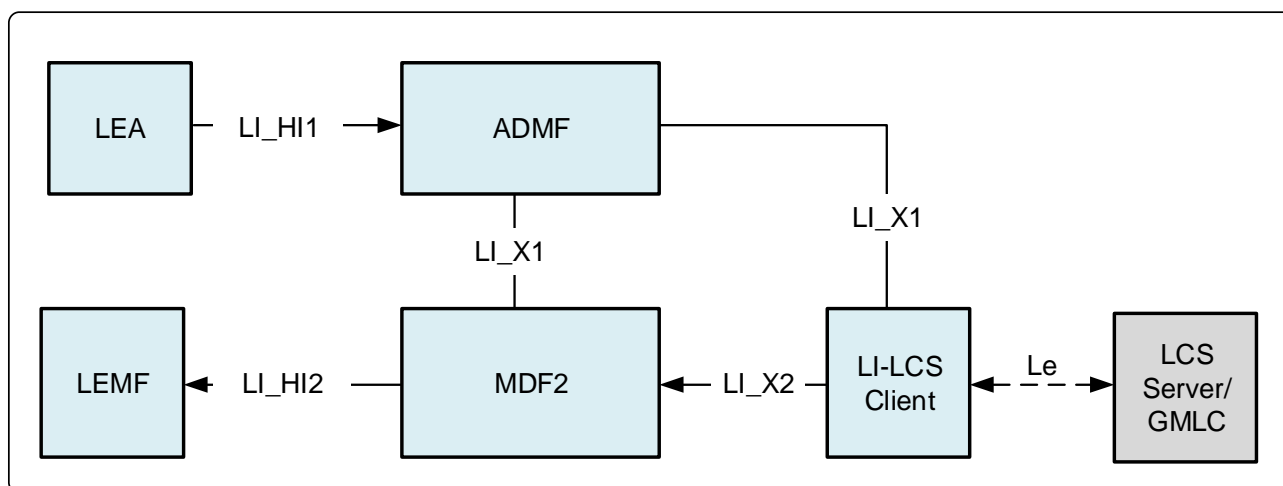 LEA
LI_HI1
ADMF
LI_X1
LI_X1
LEMF
LI_HI2
MDF2
LI_X2
LI-LCS
Client
Le
LCS
Server/
GMLC